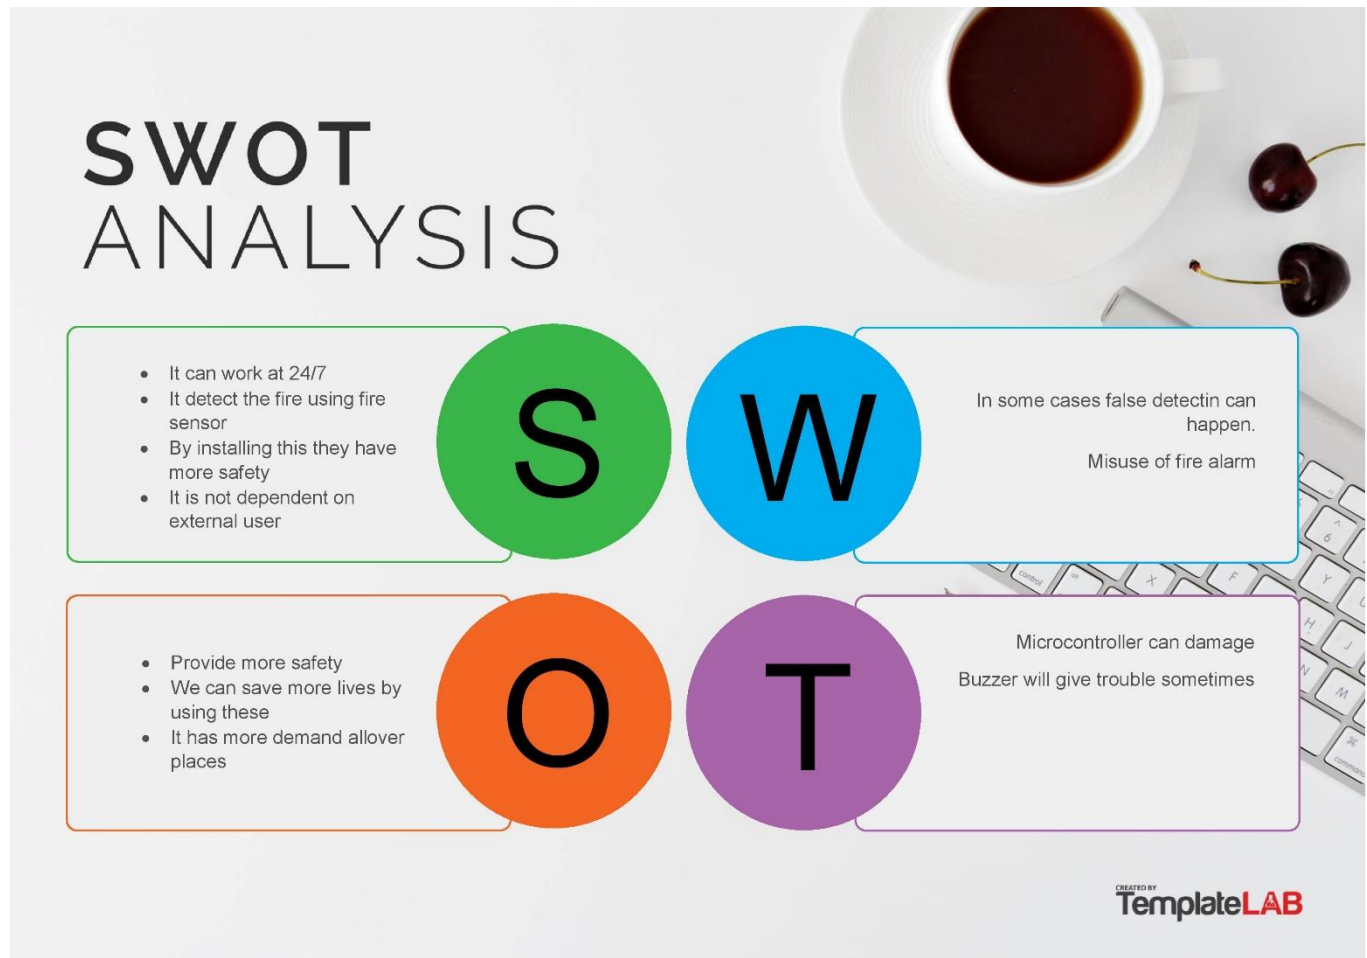 SWOT
ANALYSIS
• It can work at 24/7
• It detect the fire using fire
sensor
• By installing this they have
more safety
• It is not dependent on
external user
S
W
In some cases false detectin can
happen.
Misuse of fire alarm
• Provide more safety
• We can save more lives by
using these
• It has more demand allover
places
O
T
Microcontroller can damage
Buzzer will give trouble sometimes
control
X
F
6
Y
H
J
N
M
⌘
command
CREATED BY
TemplateLAB